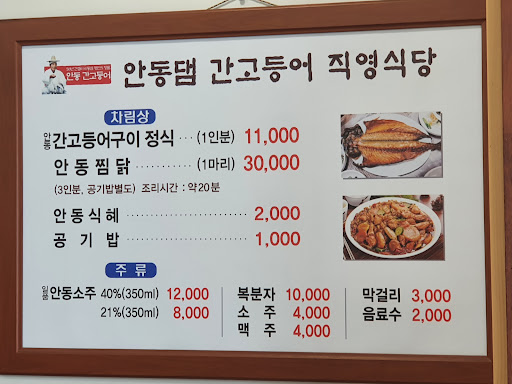 안동 간고등어
안동댐 간고등어 직영식당
차림상
안동 간고등어구이 정식 ··· (1인분) 11,000
안동찜닭 ·········· (1마리) 30,000
(3인분, 공기밥별도) 조리시간 : 약20분
안동식혜 ·················· 2,000
공기밥 ·················· 1,000
주류
일품 안동소주 40%(350ml) 12,000
21%(350ml) 8,000
복분자 10,000
소주 4,000
맥주 4,000
막걸리 3,000
음료수 2,000